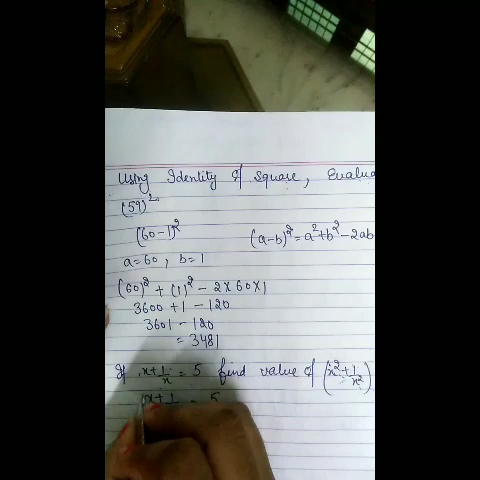 Using Identity of square, Evalua
(59)²
(60-1)² (a-b)² = a²+b²-2ab
a=60, b=1
(60)² + (1)² - 2×60×1
3600 + 1 - 120
3601 - 120
= 3481
If x+1/x = 5 find value of (x²+1/x²)
x+1/x = 5